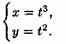 x = t³,
y = t².